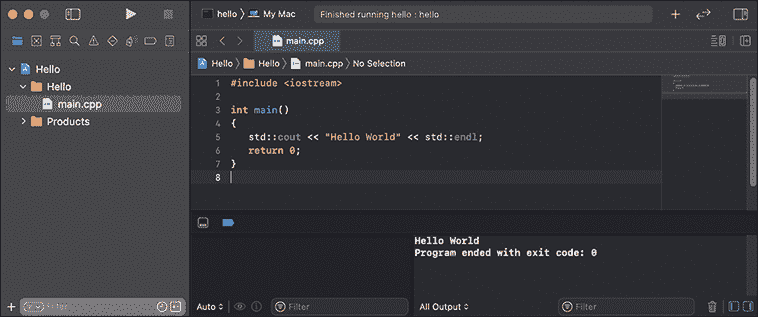 hello 〉 My Mac
Finished running hello : hello
main.cpp
Hello 〉 Hello 〉 main.cpp 〉 No Selection
Hello
Hello
main.cpp
Products
1 #include <iostream>
2
3 int main()
4 {
5 std::cout << "Hello World" << std::endl;
6 return 0;
7 }
8
Hello World
Program ended with exit code: 0
Filter
Auto
Filter
All Output
Filter